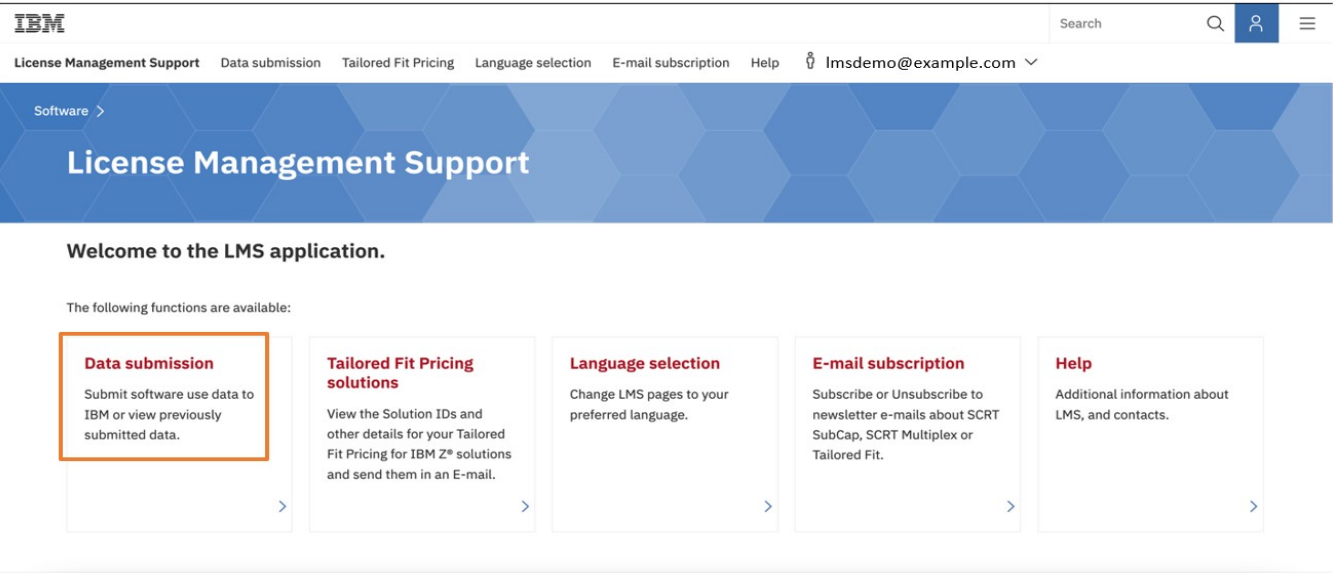 IBM
Search
License Management Support Data submission Tailored Fit Pricing Language selection E-mail subscription Help lmsdemo@example.com
Software >
License Management Support
Welcome to the LMS application.
The following functions are available:
Data submission
Submit software use data to
IBM or view previously
submitted data.
Tailored Fit Pricing
solutions
View the Solution IDs and
other details for your Tailored
Fit Pricing for IBM Z® solutions
and send them in an E-mail.
Language selection
Change LMS pages to your
preferred language.
E-mail subscription
Subscribe or Unsubscribe to
newsletter e-mails about SCRT
SubCap, SCRT Multiplex or
Tailored Fit.
Help
Additional information about
LMS, and contacts.